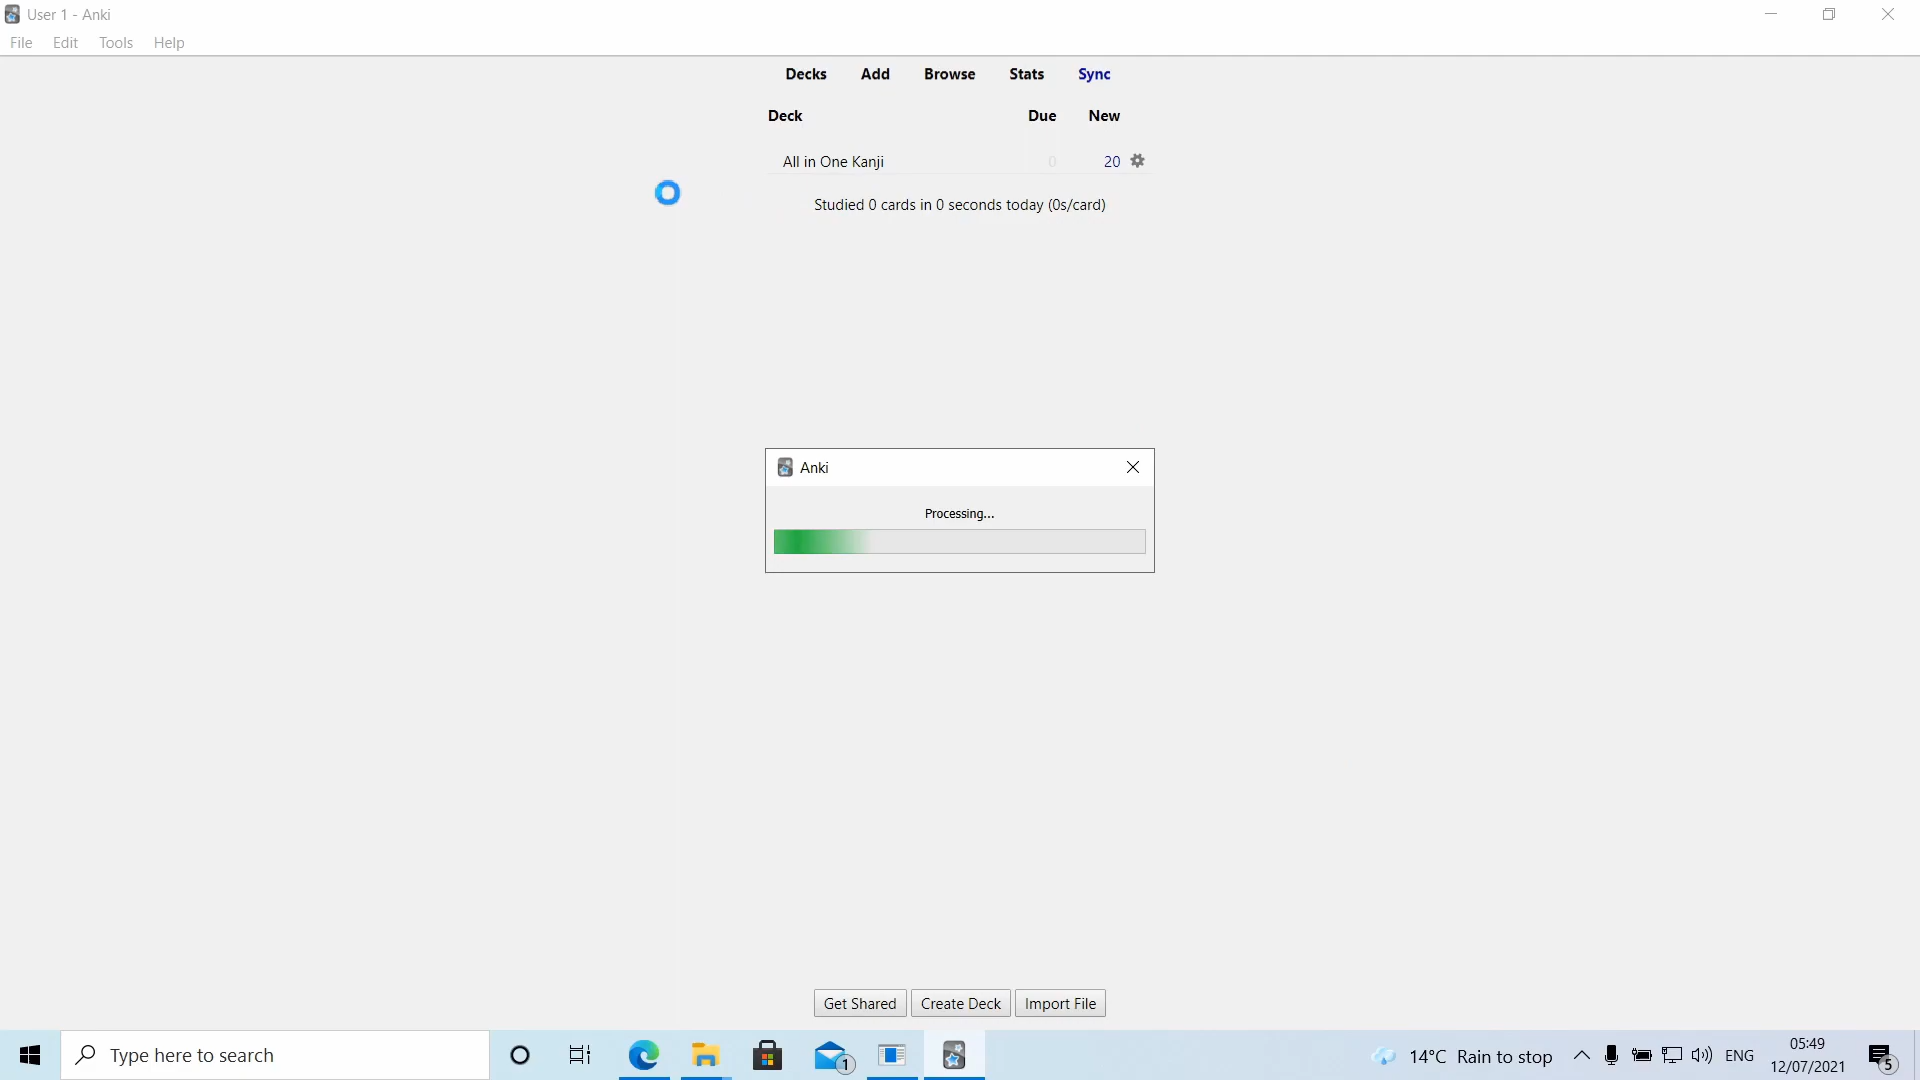 User 1 - Anki
File Edit Tools Help
Decks Add Browse Stats Sync
Deck Due New
All in One Kanji 0 20
Studied 0 cards in 0 seconds today (0s/card)
Anki
Processing...
Get Shared Create Deck Import File
Type here to search
1
14°C Rain to stop
ENG
05:49
12/07/2021
5